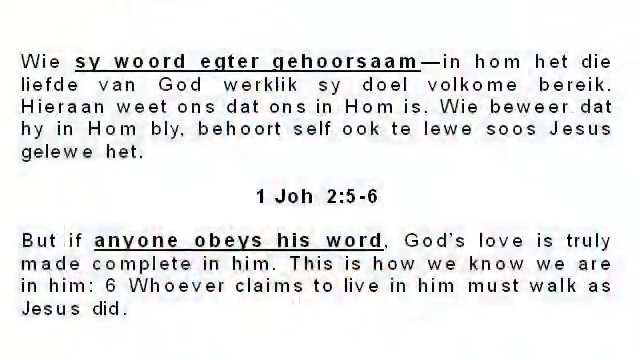 Wie sy woord egter gehoorsaam—in hom het die
liefde van God werklik sy doel volkome bereik.
Hieraan weet ons dat ons in Hom is. Wie beweer dat
hy in Hom bly, behoort self ook te lewe soos Jesus
gelewe het.
1 Joh 2:5-6
But if anyone obeys his word, God's love is truly
made complete in him. This is how we know we are
in him: 6 Whoever claims to live in him must walk as
Jesus did.